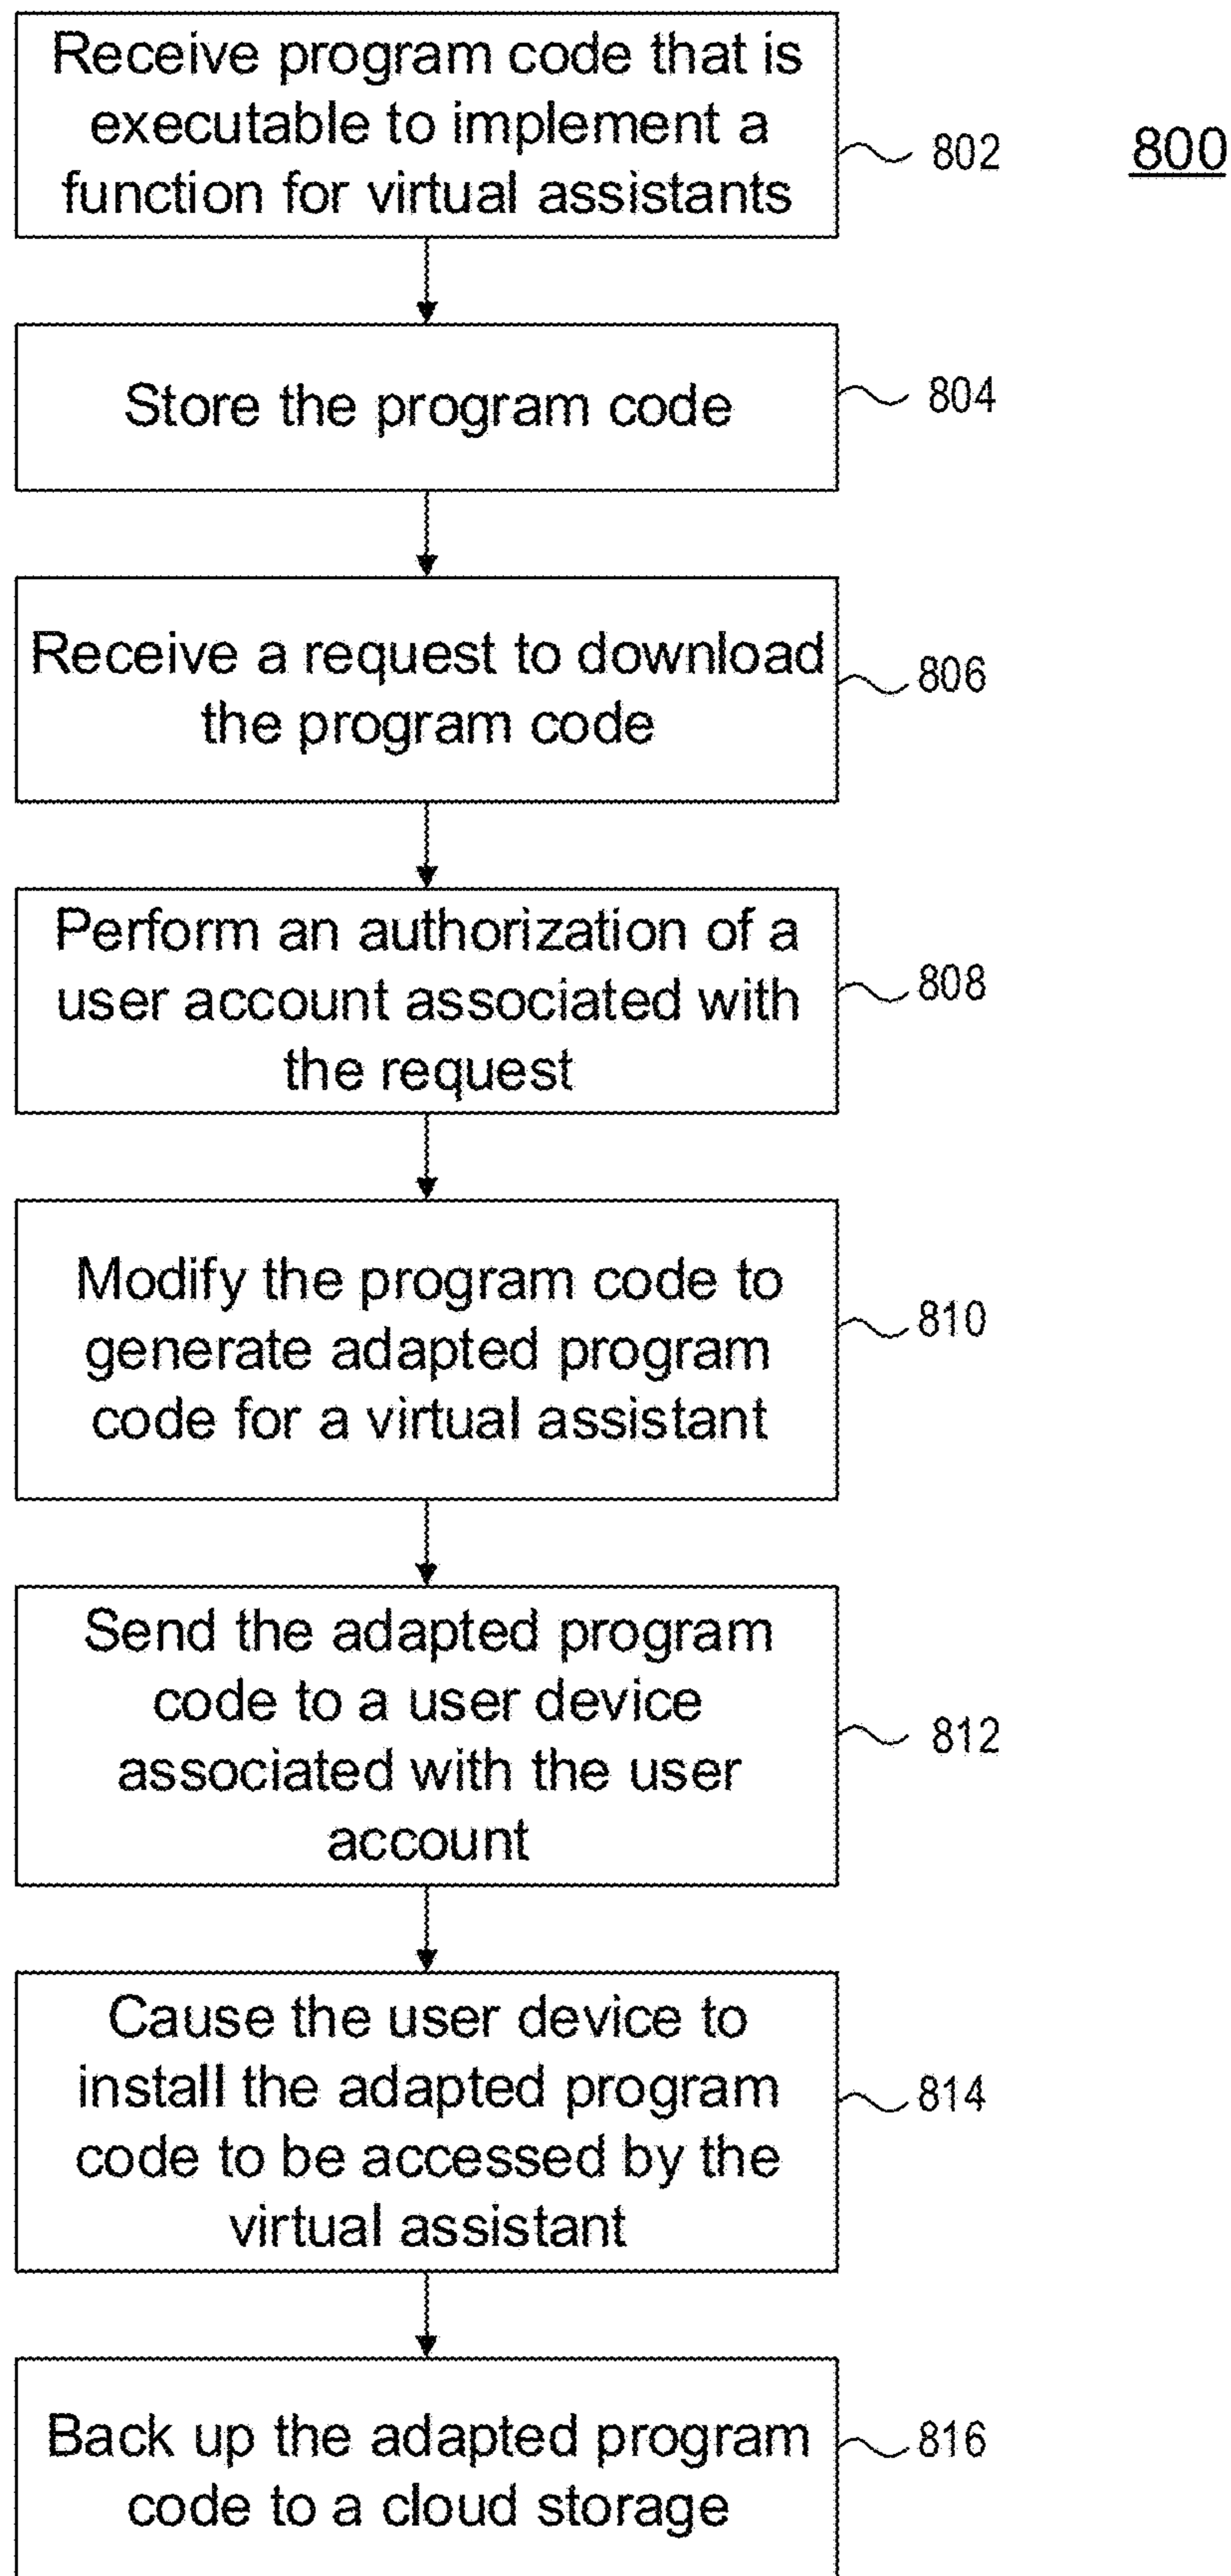 Receive program code that is
executable to implement a
function for virtual assistants
802
800
Store the program code
804
Receive a request to download
the program code
806
Perform an authorization of a
user account associated with
the request
808
Modify the program code to
generate adapted program
code for a virtual assistant
810
Send the adapted program
code to a user device
associated with the user
account
812
Cause the user device to
install the adapted program
code to be accessed by the
virtual assistant
814
Back up the adapted program
code to a cloud storage
816